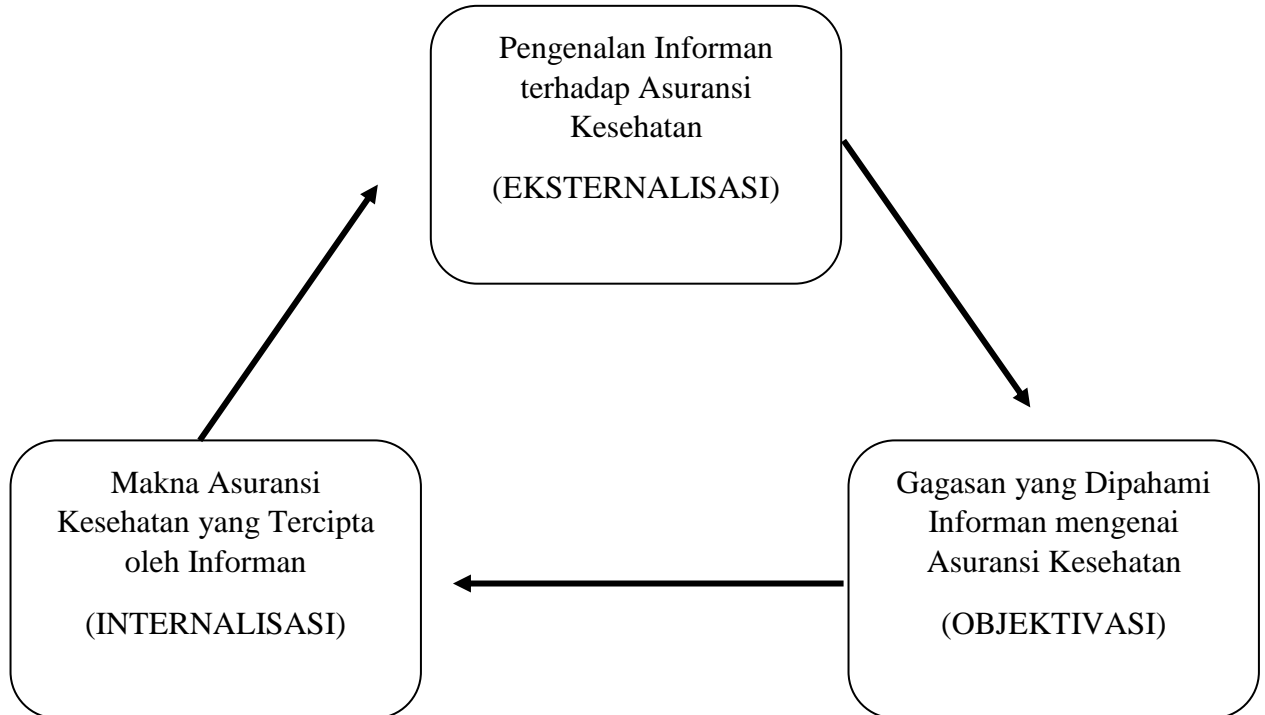 Pengenalan Informan
terhadap Asuransi
Kesehatan
(EKSTERNALISASI)
Makna Asuransi
Kesehatan yang Tercipta
oleh Informan
(INTERNALISASI)
Gagasan yang Dipahami
Informan mengenai
Asuransi Kesehatan
(OBJEKTIVASI)